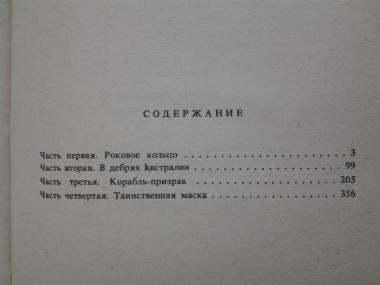 СОДЕРЖАНИЕ
Часть первая. Роковое кольцо . . . . . . . . . . . . . . . . . . . 3
Часть вторая. В дебрях Австралии . . . . . . . . . . . . . . . . . 99
Часть третья. Корабль-призрак . . . . . . . . . . . . . . . . . 205
Часть четвертая. Таинственная маска . . . . . . . . . . . . . . . 356